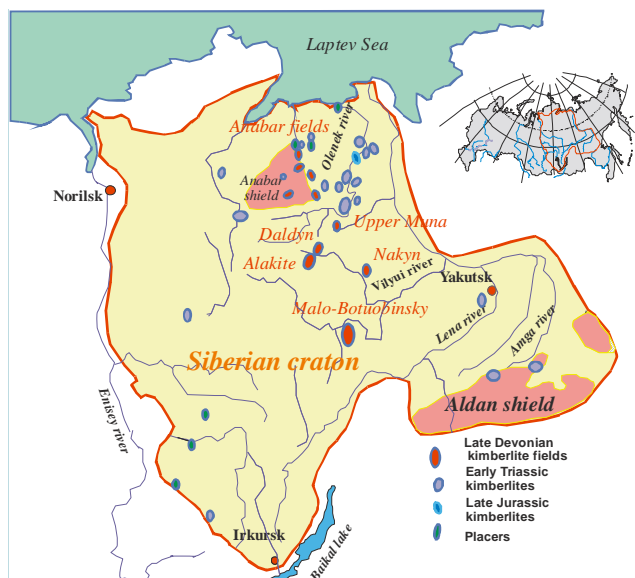 Laptev Sea
Anabar fields
Olenek river
Anabar
shield
Norilsk
Upper Muna
Daldyn
Nakyn
Alakite
Vilyui river
Yakutsk
Malo-Botuobinsky
Lena river
Amga river
Siberian craton
Enisey river
Aldan shield
Late Devonian
kimberlite fields
Early Triassic
kimberlites
Late Jurassic
kimberlites
Placers
Irkursk
Baikal lake